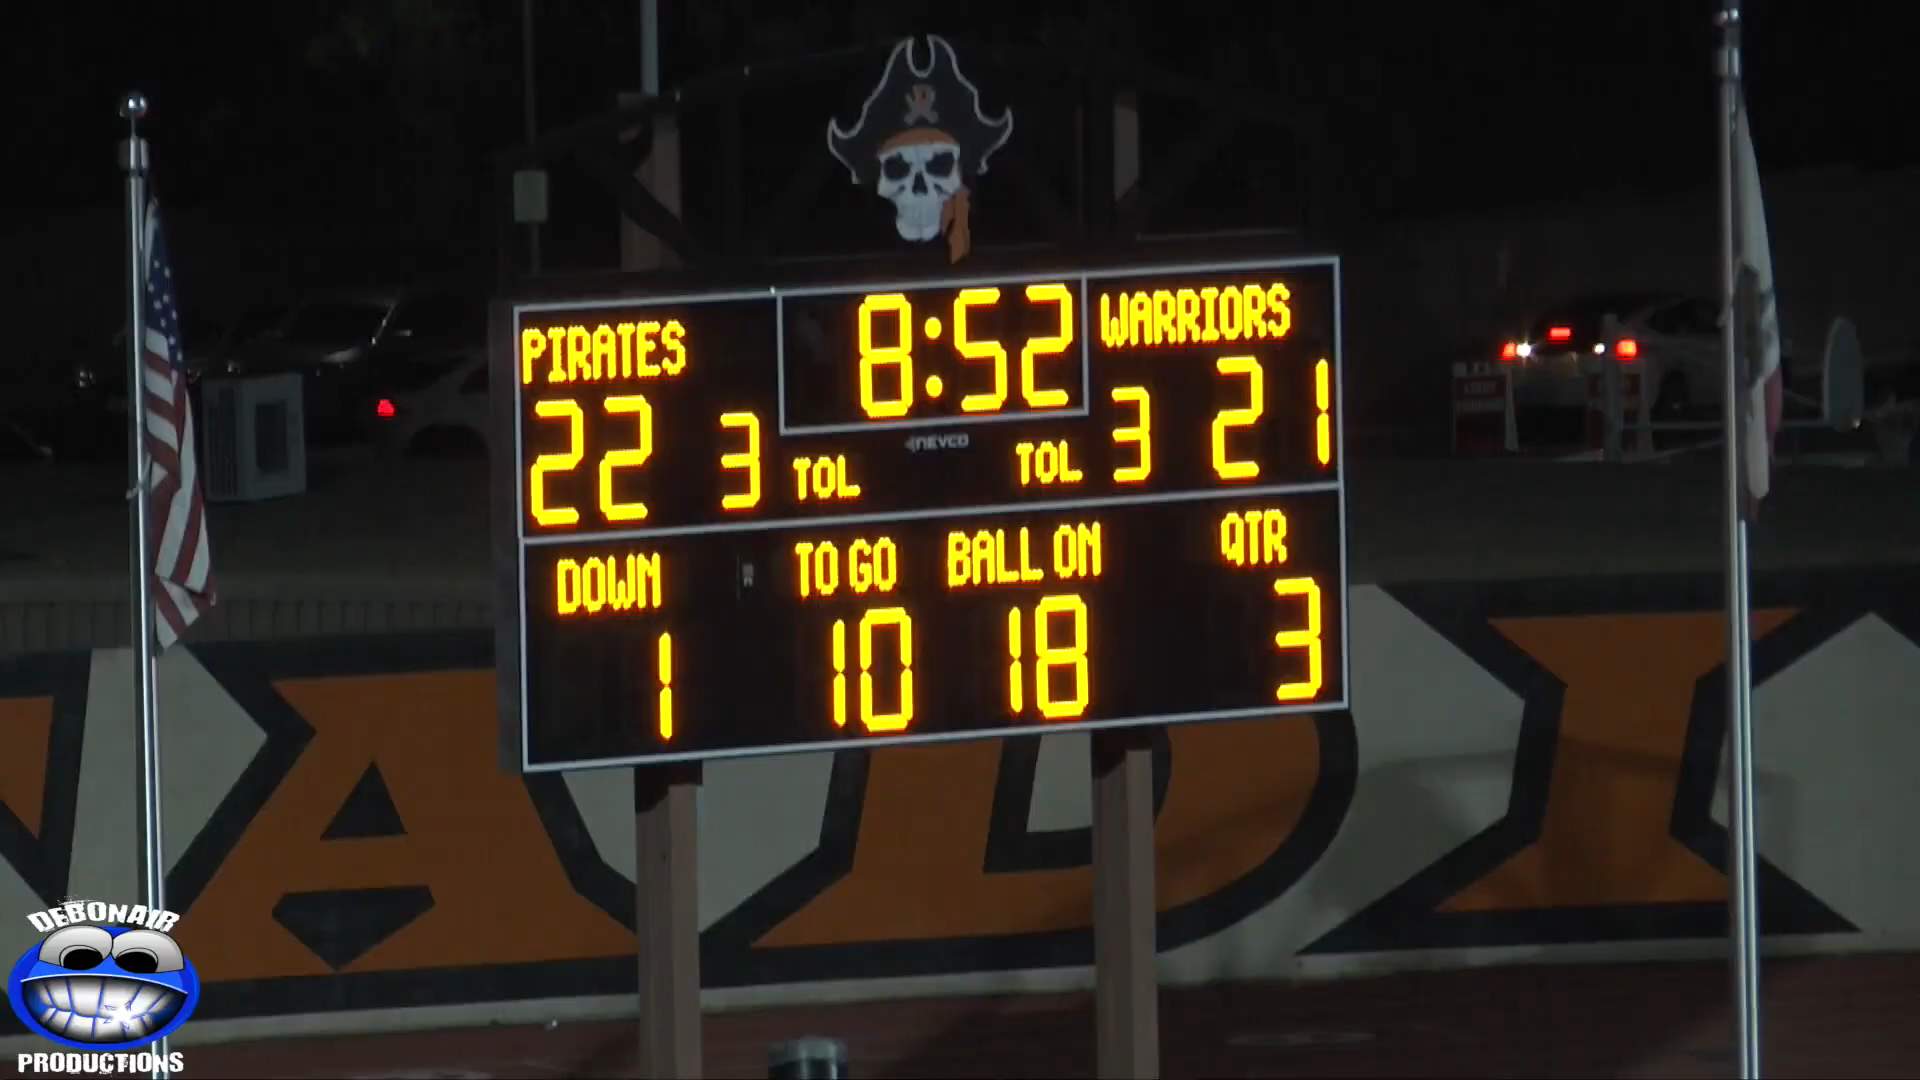 PIRATES 8:52 WARRIORS
22 3 TOL NEVCO TOL 3 21
DOWN TO GO BALL ON QTR
1 10 18 3
ADI
DEBONAIR
PRODUCTIONS